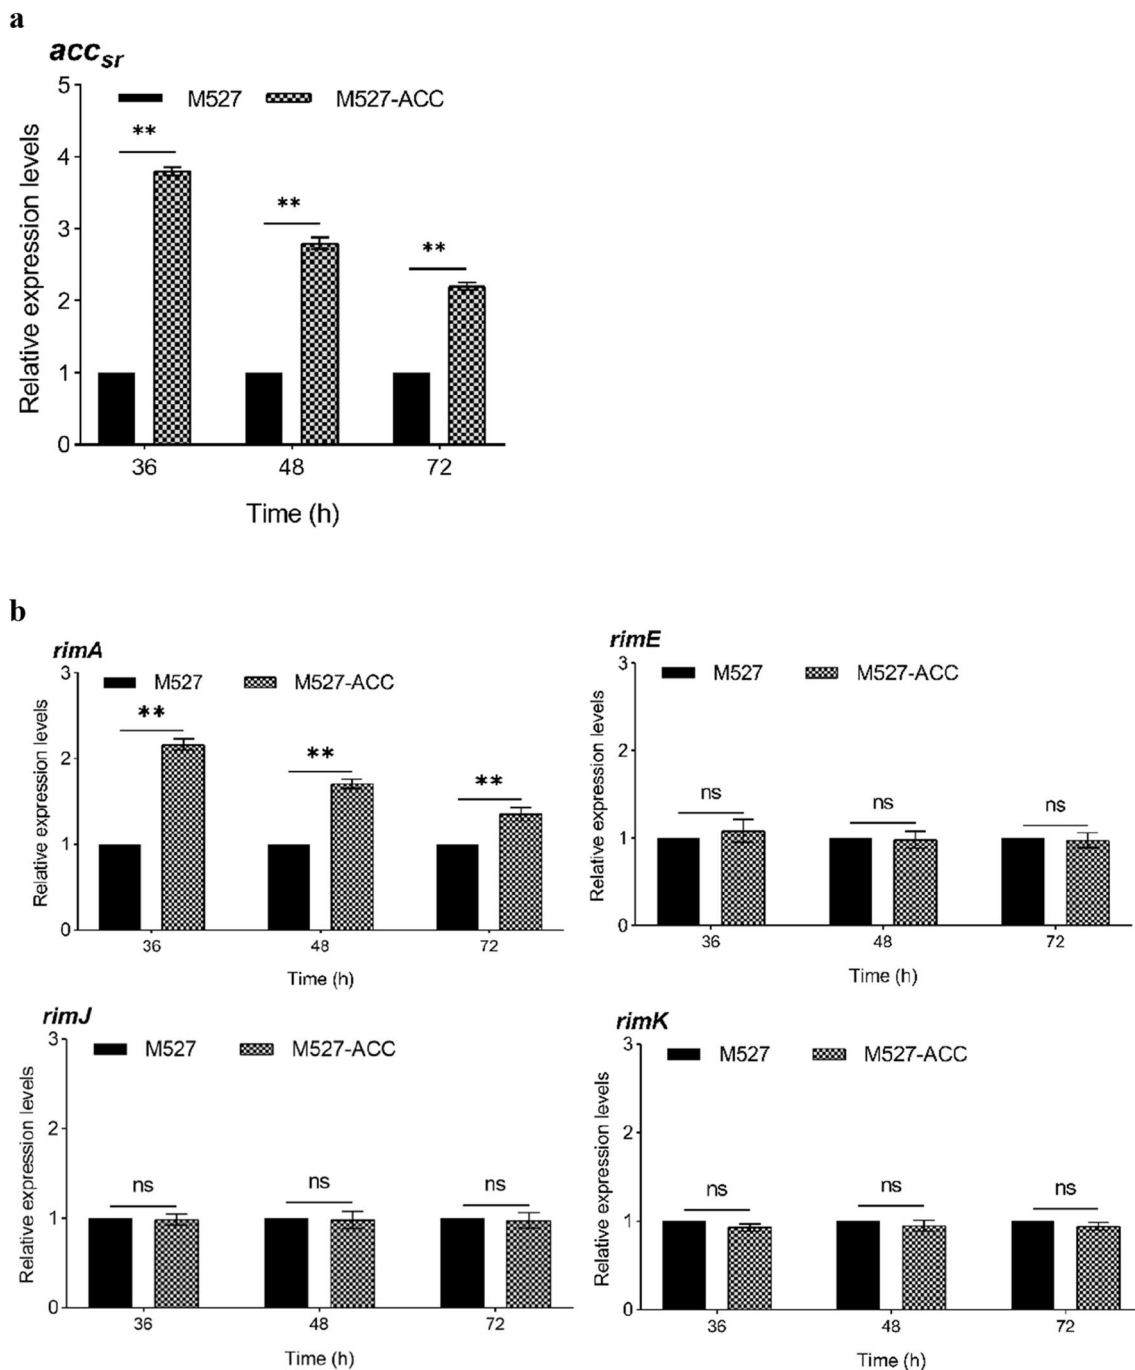 a
acc_sr
M527 M527-ACC
5
4
3
2
1
0
Relative expression levels
**
**
**
36 48 72
Time (h)
b
rimA
M527 M527-ACC
3
2
1
0
Relative expression levels
**
**
**
36 48 72
Time (h)
rimE
M527 M527-ACC
3
2
1
0
Relative expression levels
ns ns ns
36 48 72
Time (h)
rimJ
M527 M527-ACC
3
2
1
0
Relative expression levels
ns ns ns
36 48 72
Time (h)
rimK
M527 M527-ACC
3
2
1
0
Relative expression levels
ns ns ns
36 48 72
Time (h)